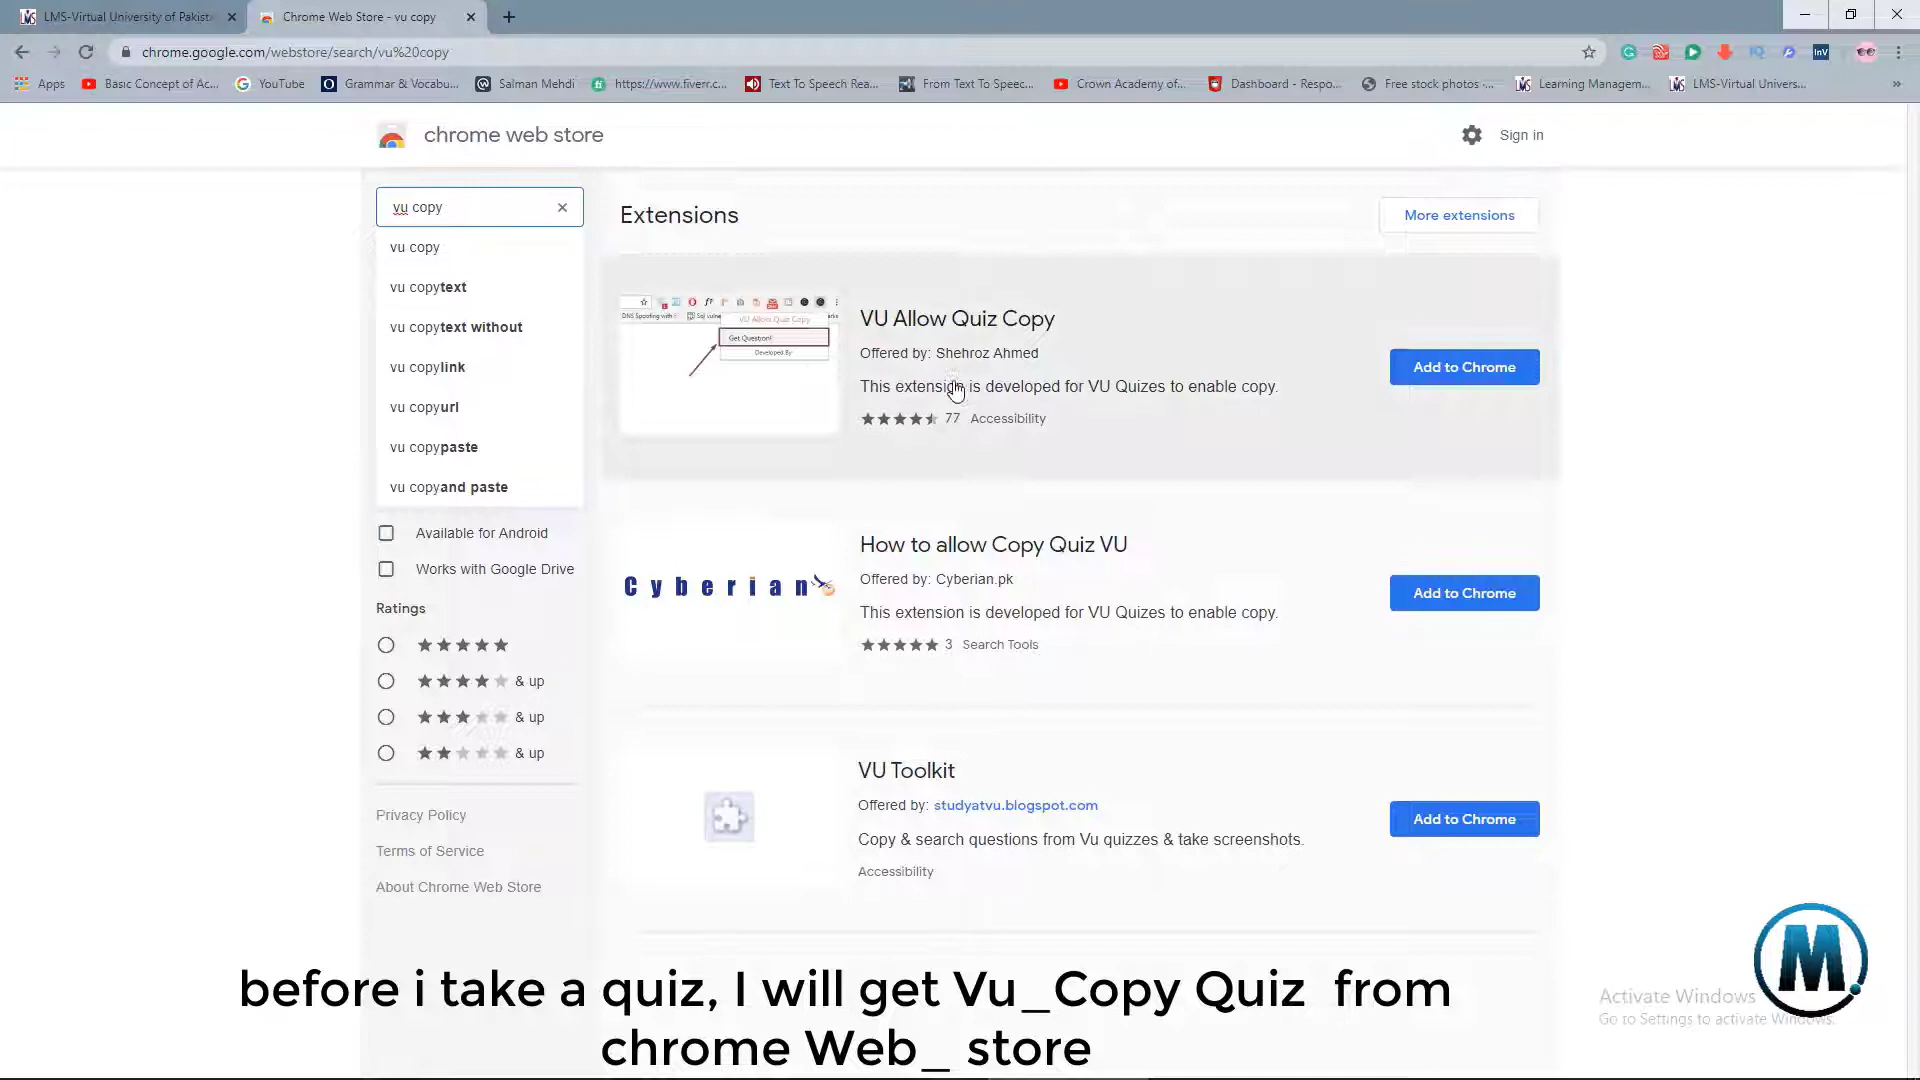 LMS-Virtual University of Pakist
Chrome Web Store - vu copy
chrome.google.com/webstore/search/vu%20copy
InV
Apps
Basic Concept of Ac...
YouTube
Grammar & Vocabu...
Salman Mehdi
https://www.fiverr.c...
Text To Speech Rea...
From Text To Speec...
Crown Academy of...
Dashboard - Respo...
Free stock photos -...
Learning Managem...
LMS-Virtual Univers...
chrome web store
Sign in
vu copy
vu copy
vu copytext
vu copytext without
vu copylink
vu copyurl
vu copypaste
vu copyand paste
Available for Android
Works with Google Drive
Ratings
& up
& up
& up
Privacy Policy
Terms of Service
About Chrome Web Store
Extensions
More extensions
VU Allow Quiz Copy
Get Question!
Developed By
VU Allow Quiz Copy
Offered by: Shehroz Ahmed
This extension is developed for VU Quizes to enable copy.
77 Accessibility
Add to Chrome
Cyberian
How to allow Copy Quiz VU
Offered by: Cyberian.pk
This extension is developed for VU Quizes to enable copy.
3 Search Tools
Add to Chrome
VU Toolkit
Offered by: studyatvu.blogspot.com
Copy & search questions from Vu quizzes & take screenshots.
Accessibility
Add to Chrome
before i take a quiz, I will get Vu_Copy Quiz from
chrome Web_ store
M
Activate Windows
Go to Settings to activate Windows.